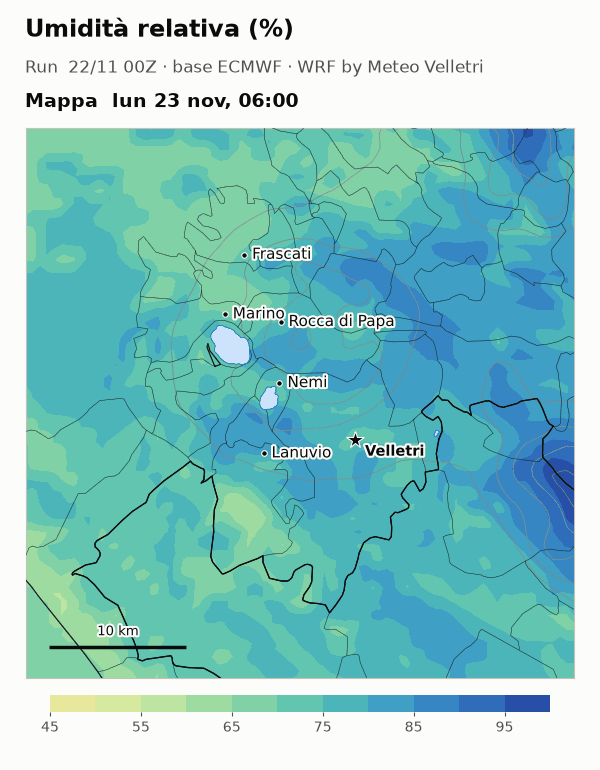 Umidità relativa (%)
Run  22/11 00Z · base ECMWF · WRF by Meteo Velletri
Mappa  lun 23 nov, 06:00
Frascati
Marino
Rocca di Papa
Nemi
Velletri
Lanuvio
10 km
45 55 65 75 85 95